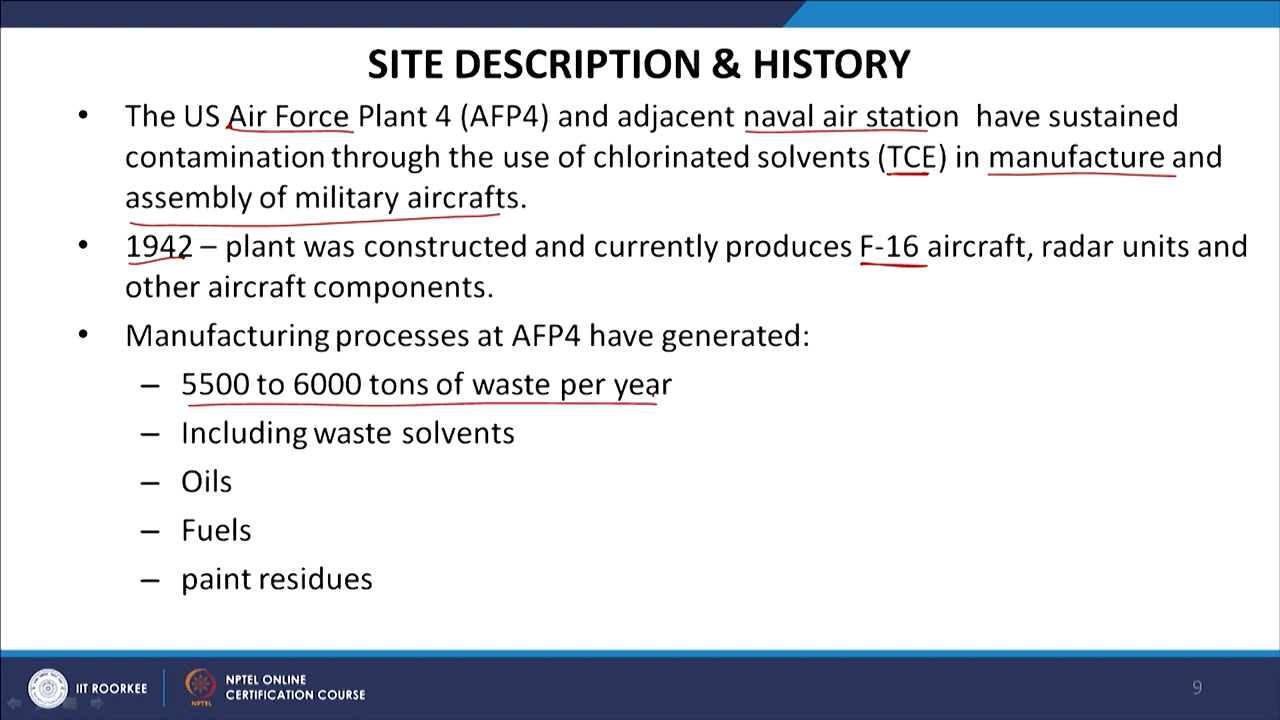 SITE DESCRIPTION & HISTORY
• The US Air Force Plant 4 (AFP4) and adjacent naval air station have sustained
contamination through the use of chlorinated solvents (TCE) in manufacture and
assembly of military aircrafts.
• 1942 – plant was constructed and currently produces F-16 aircraft, radar units and
other aircraft components.
• Manufacturing processes at AFP4 have generated:
– 5500 to 6000 tons of waste per year
– Including waste solvents
– Oils
– Fuels
– paint residues
IIT ROORKEE
NPTEL
NPTEL ONLINE
CERTIFICATION COURSE
9